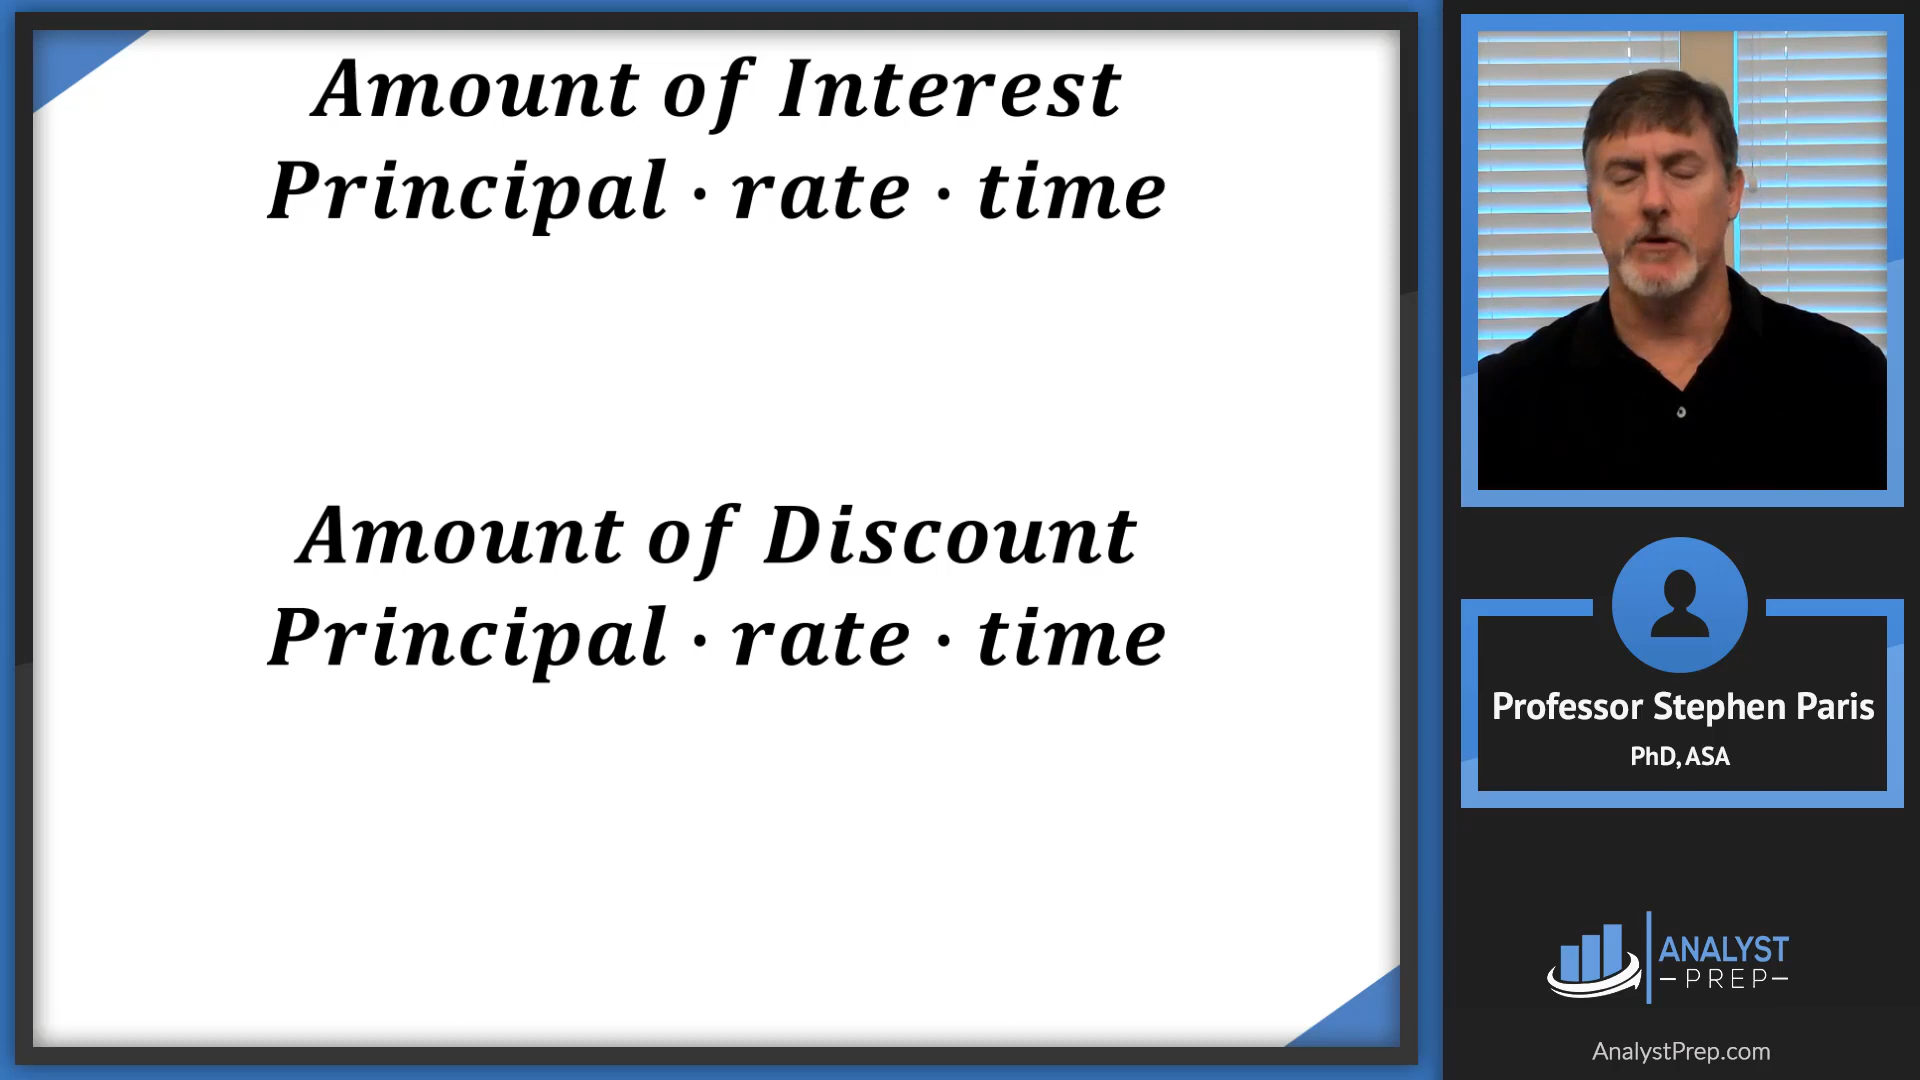 Amount of Interest
Principal · rate · time
Amount of Discount
Principal · rate · time
Professor Stephen Paris
PhD, ASA
ANALYST
PREP
AnalystPrep.com